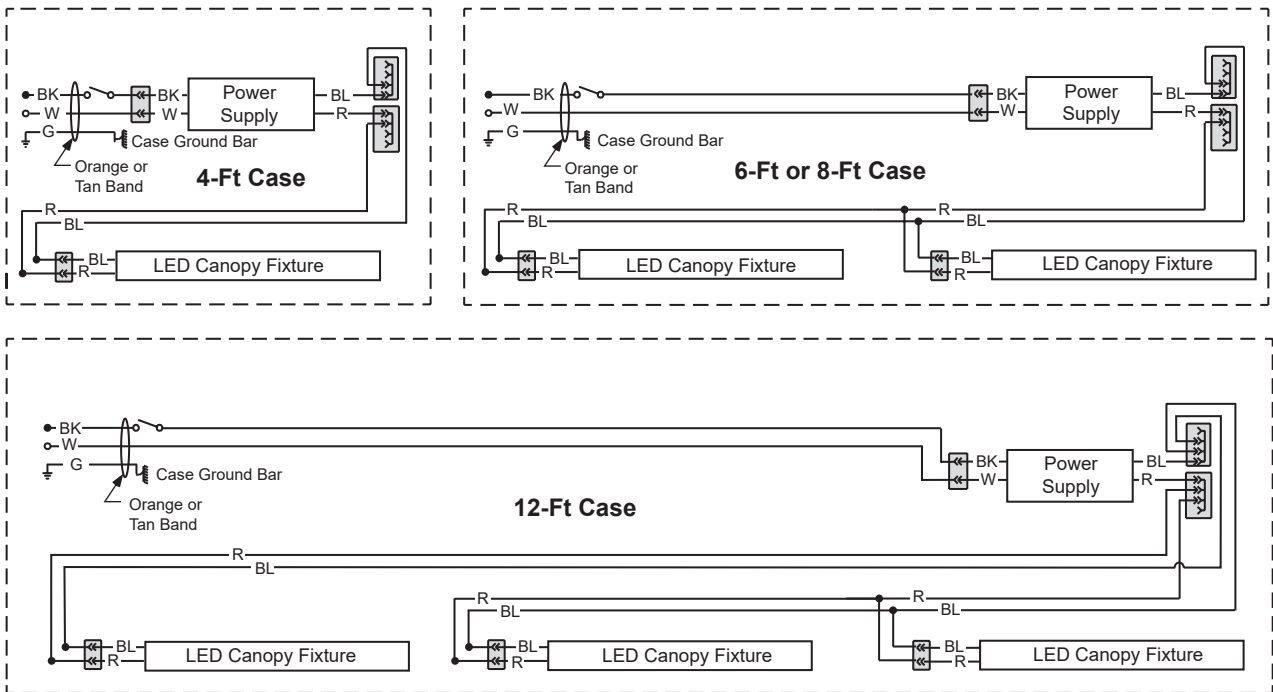 BK
BK
Power
Supply
BL
W
W
R
G
Case Ground Bar
Orange or
Tan Band
4-Ft Case
R
BL
BL
R
LED Canopy Fixture
BK
BK
Power
Supply
BL
W
W
R
G
Case Ground Bar
Orange or
Tan Band
6-Ft or 8-Ft Case
R
R
BL
BL
BL
R
LED Canopy Fixture
BL
R
LED Canopy Fixture
BK
W
G
Case Ground Bar
Orange or
Tan Band
12-Ft Case
BK
W
Power
Supply
BL
R
R
BL
R
R
BL
BL
BL
R
LED Canopy Fixture
BL
R
LED Canopy Fixture
BL
R
LED Canopy Fixture